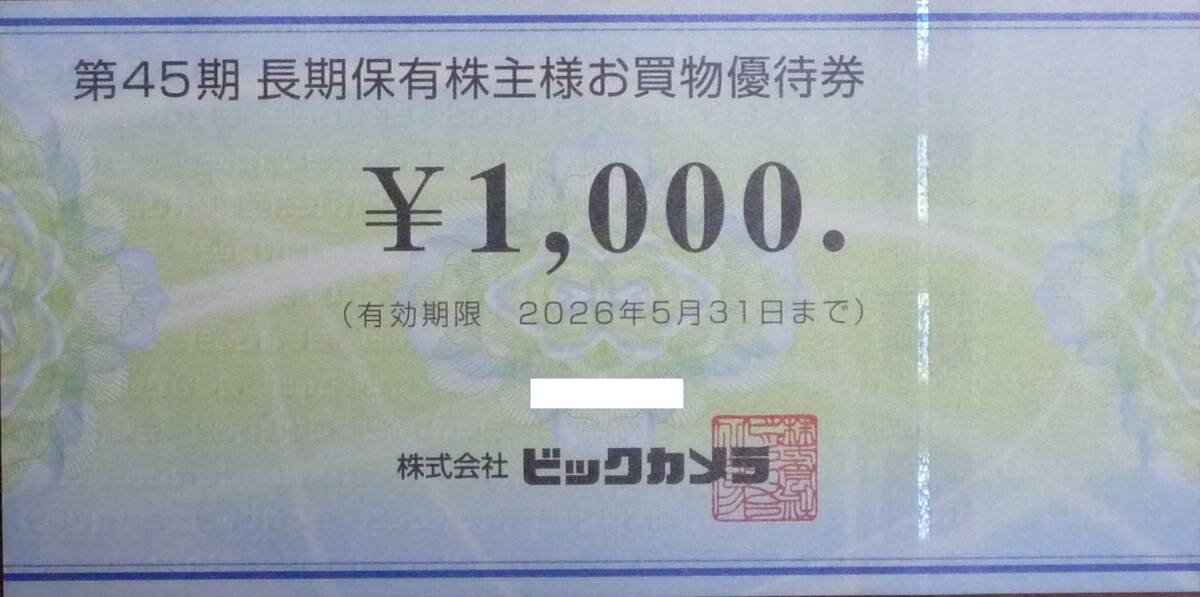 第45期 長期保有株主様お買物優待券
¥1,000.
（有効期限　2026年5月31日まで）
株式会社 ビックカメラ